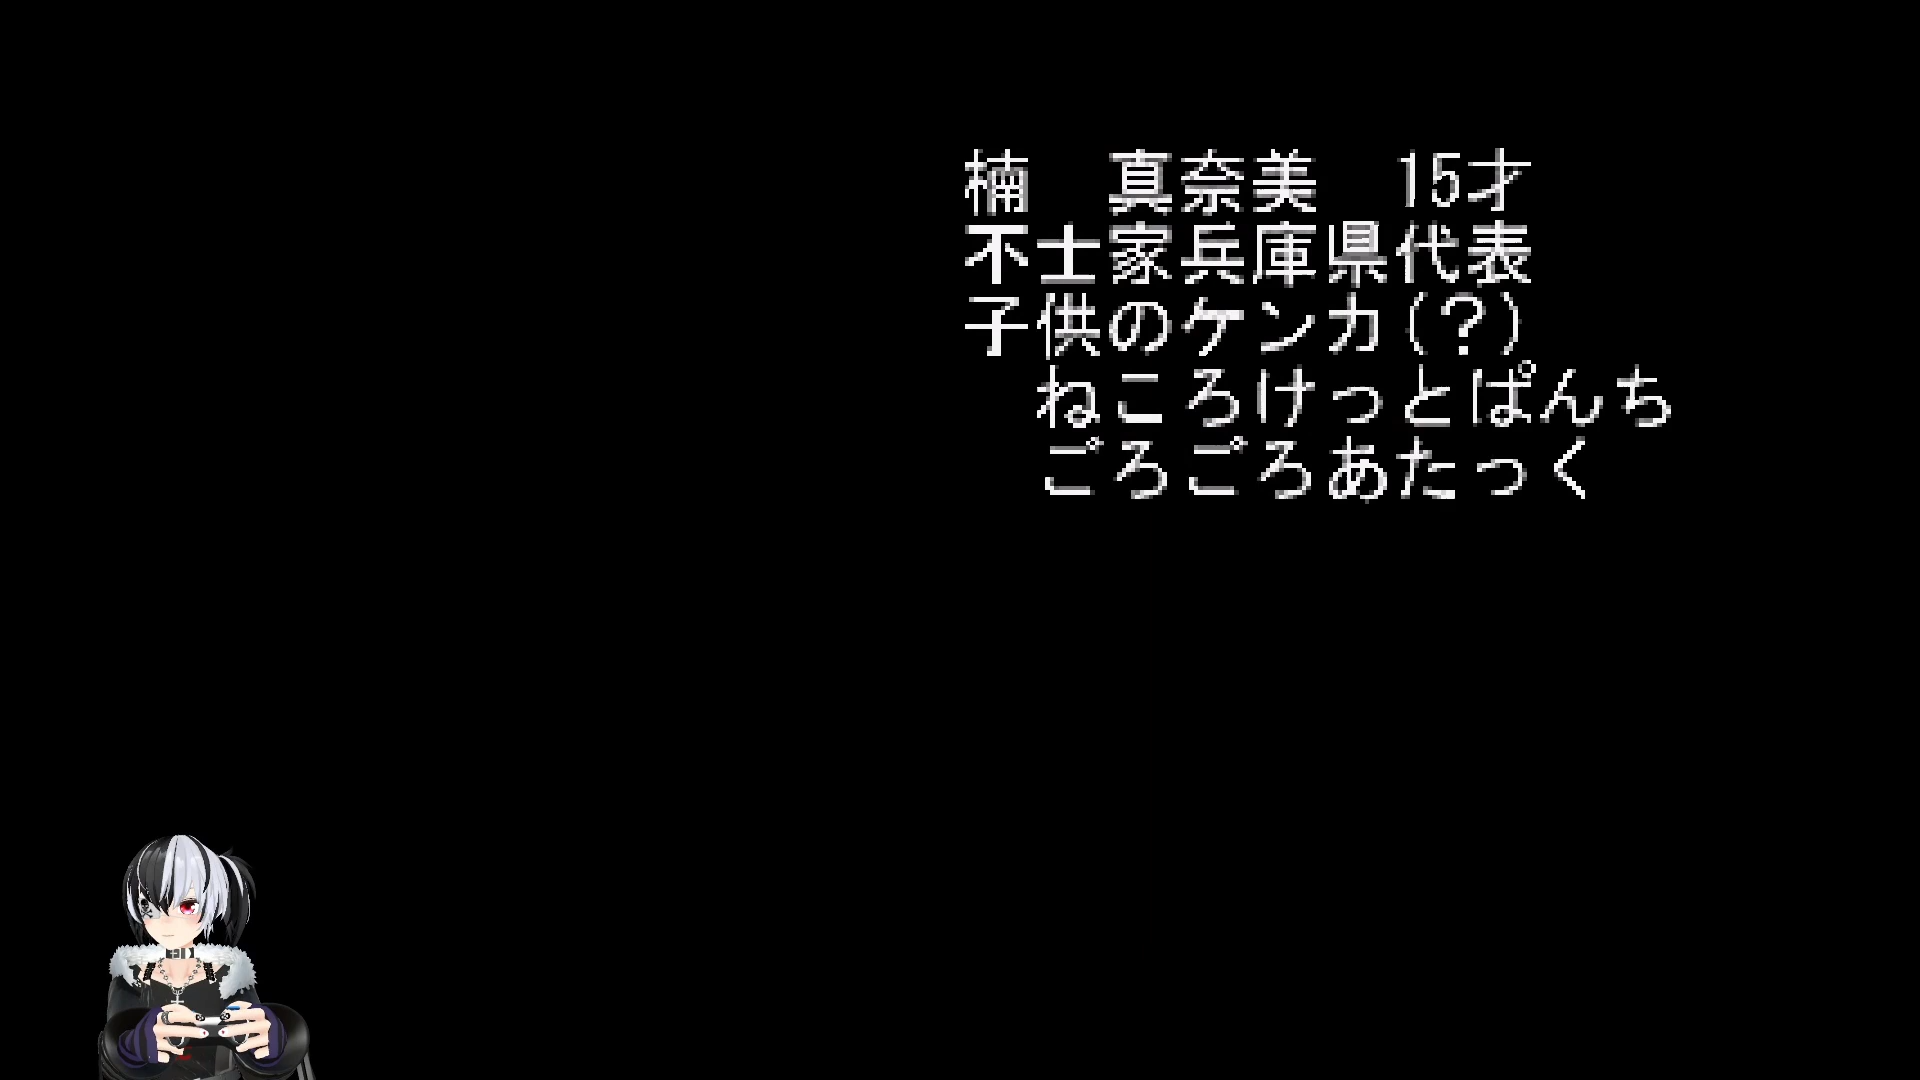 楠　真奈美　15才
不士家兵庫県代表
子供のケンカ(？)
ねころけっとぱんち
ごろごろあたっく